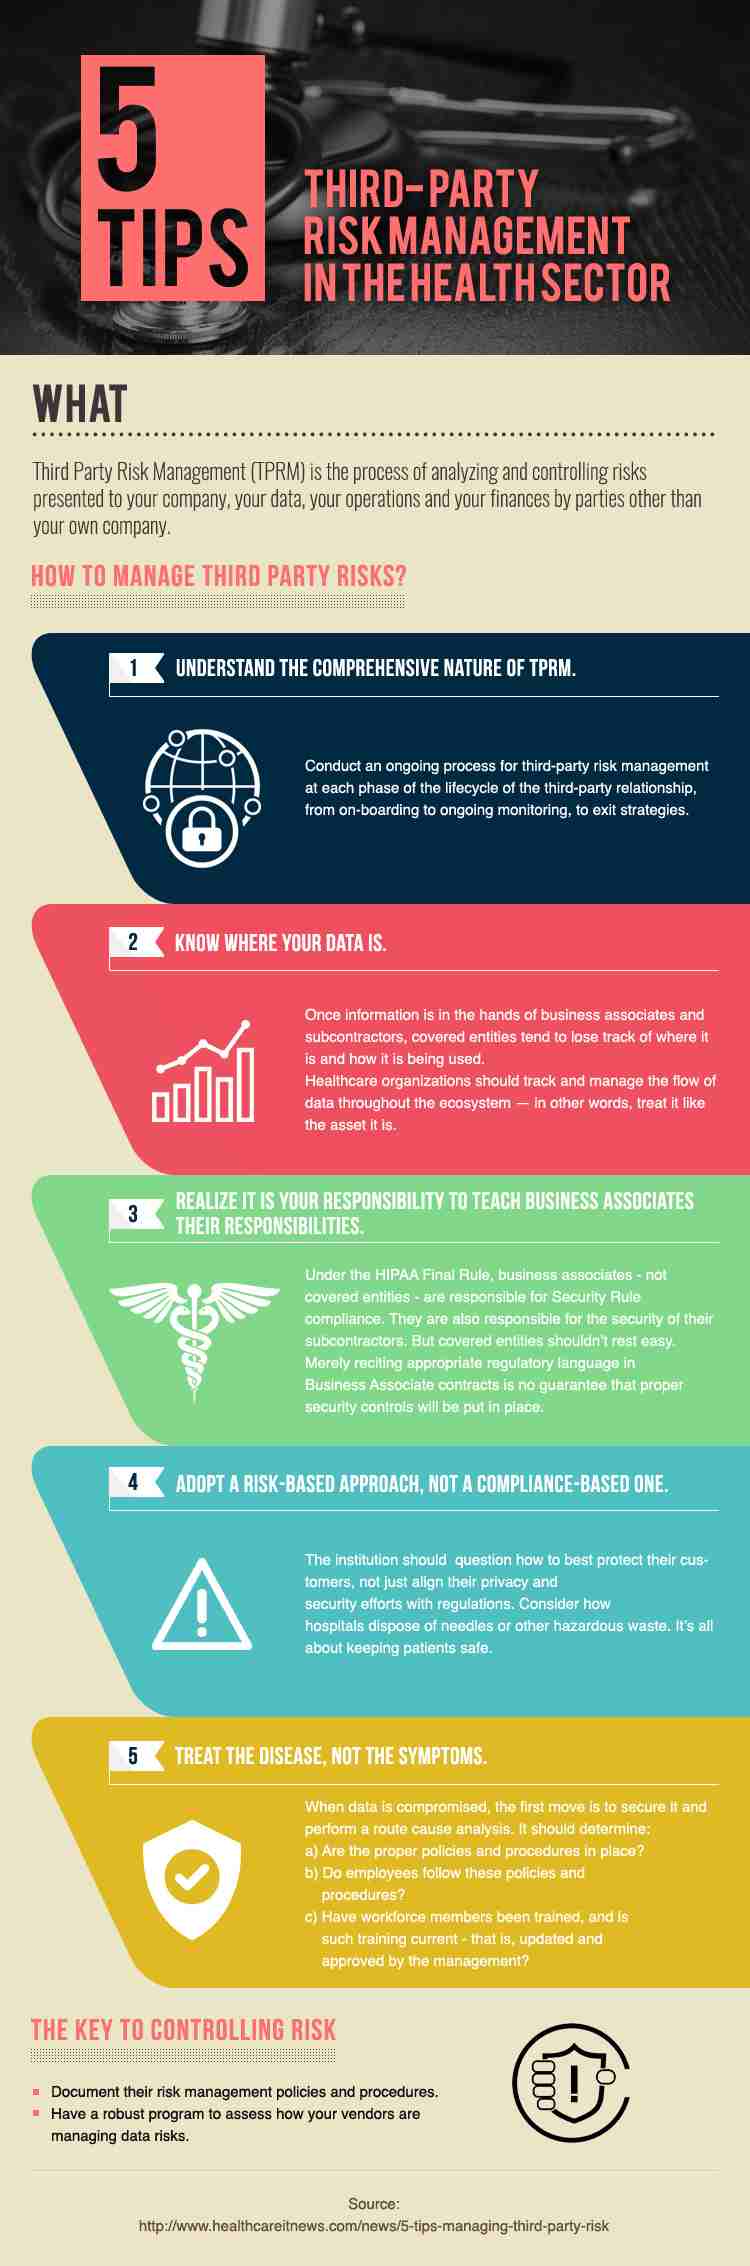 5
TIPS
THIRD-PARTY
RISK MANAGEMENT
IN THE HEALTH SECTOR
WHAT
Third Party Risk Management (TPRM) is the process of analyzing and controlling risks
presented to your company, your data, your operations and your finances by parties other than
your own company.
HOW TO MANAGE THIRD PARTY RISKS?
1 UNDERSTAND THE COMPREHENSIVE NATURE OF TPRM.
Conduct an ongoing process for third-party risk management
at each phase of the lifecycle of the third-party relationship,
from on-boarding to ongoing monitoring, to exit strategies.
2 KNOW WHERE YOUR DATA IS.
Once information is in the hands of business associates and
subcontractors, covered entities tend to lose track of where it
is and how it is being used.
Healthcare organizations should track and manage the flow of
data throughout the ecosystem — in other words, treat it like
the asset it is.
3 REALIZE IT IS YOUR RESPONSIBILITY TO TEACH BUSINESS ASSOCIATES
THEIR RESPONSIBILITIES.
Under the HIPAA Final Rule, business associates - not
covered entities - are responsible for Security Rule
compliance. They are also responsible for the security of their
subcontractors. But covered entities shouldn't rest easy.
Merely reciting appropriate regulatory language in
Business Associate contracts is no guarantee that proper
security controls will be put in place.
4 ADOPT A RISK-BASED APPROACH, NOT A COMPLIANCE-BASED ONE.
The institution should  question how to best protect their cus-
tomers, not just align their privacy and
security efforts with regulations. Consider how
hospitals dispose of needles or other hazardous waste. It's all
about keeping patients safe.
5 TREAT THE DISEASE, NOT THE SYMPTOMS.
When data is compromised, the first move is to secure it and
perform a route cause analysis. It should determine:
a) Are the proper policies and procedures in place?
b) Do employees follow these policies and
procedures?
c) Have workforce members been trained, and is
such training current - that is, updated and
approved by the management?
THE KEY TO CONTROLLING RISK
Document their risk management policies and procedures.
Have a robust program to assess how your vendors are
managing data risks.
Source:
http://www.healthcareitnews.com/news/5-tips-managing-third-party-risk